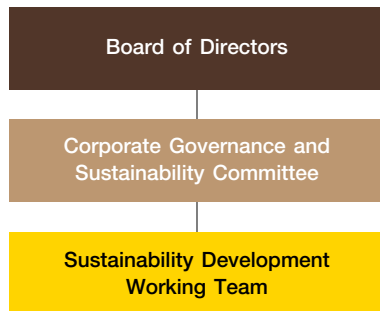 Board of Directors
Corporate Governance and
Sustainability Committee
Sustainability Development
Working Team